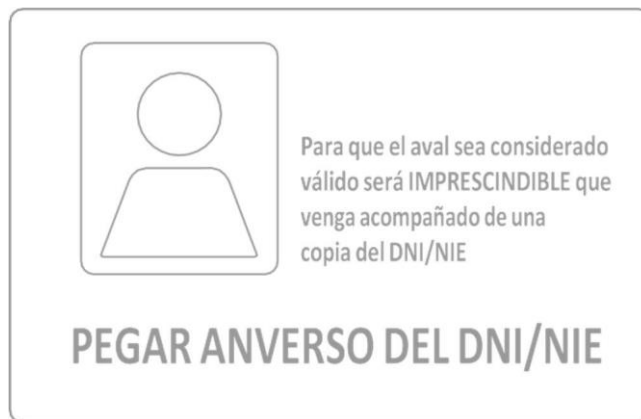 Para que el aval sea considerado
válido será IMPRESCINDIBLE que
venga acompañado de una
copia del DNI/NIE
PEGAR ANVERSO DEL DNI/NIE